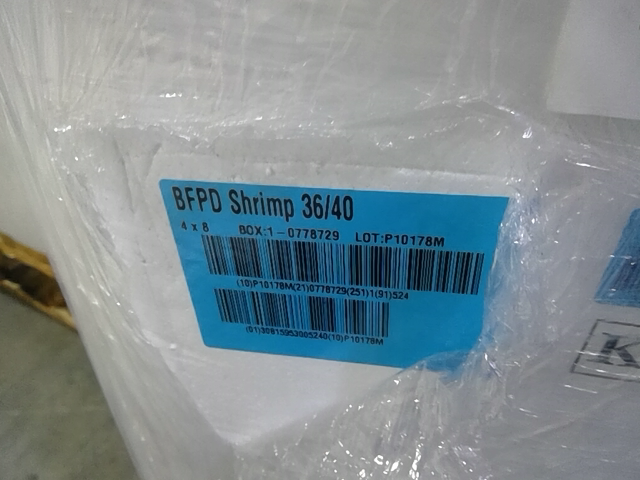 BFPD Shrimp 36/40
4 x 8 BOX:1-0778729 LOT:P10178M
(10)P10178M(21)0778729(251)1(91)524
(01)30815953005240(10)P10178M
K